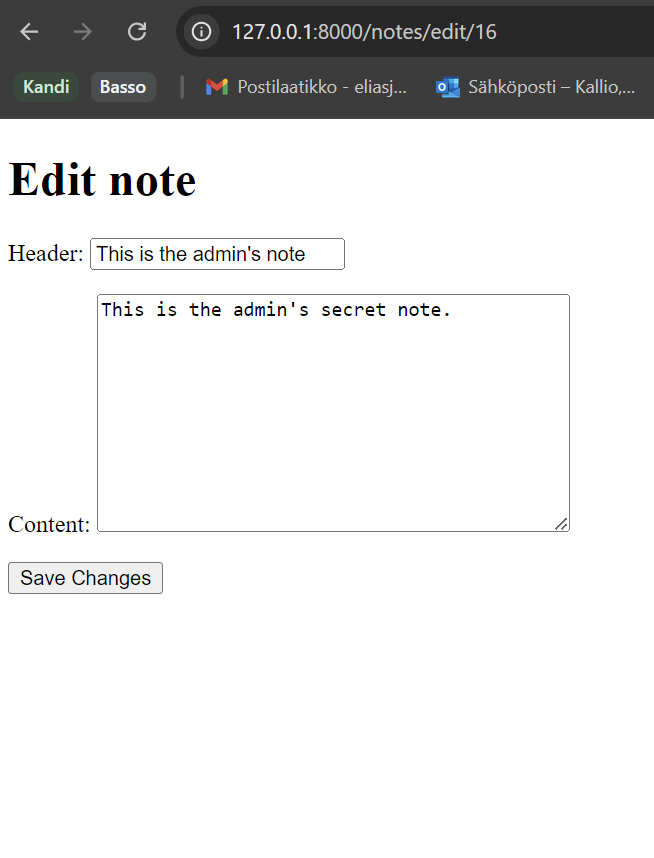 127.0.0.1:8000/notes/edit/16
Kandi Basso Postilaatikko - eliasj... Sähköposti – Kallio,...
Edit note
Header: This is the admin's note
This is the admin's secret note.
Content:
Save Changes